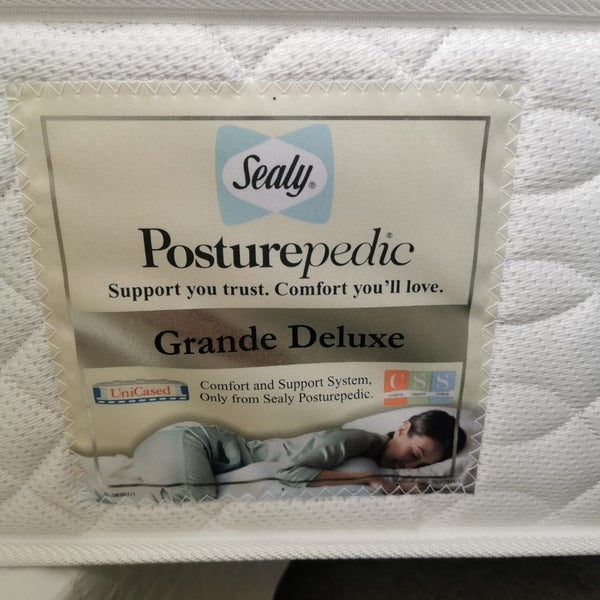 Sealy®
Posturepedic®
Support you trust. Comfort you'll love.
Grande Deluxe
UniCased
Comfort and Support System,
Only from Sealy Posturepedic.
CSS